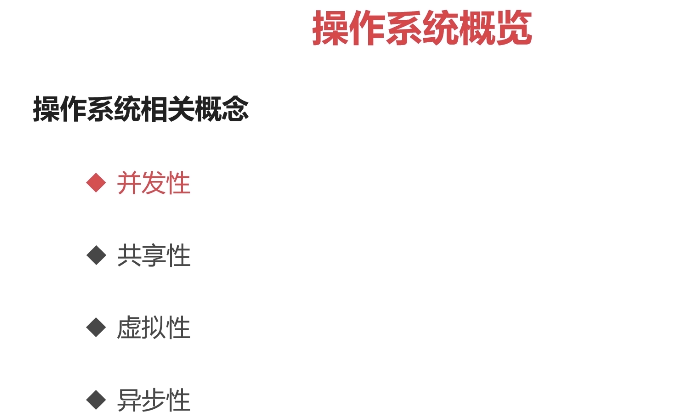 操作系统概览
操作系统相关概念
◆ 并发性
◆ 共享性
◆ 虚拟性
◆ 异步性